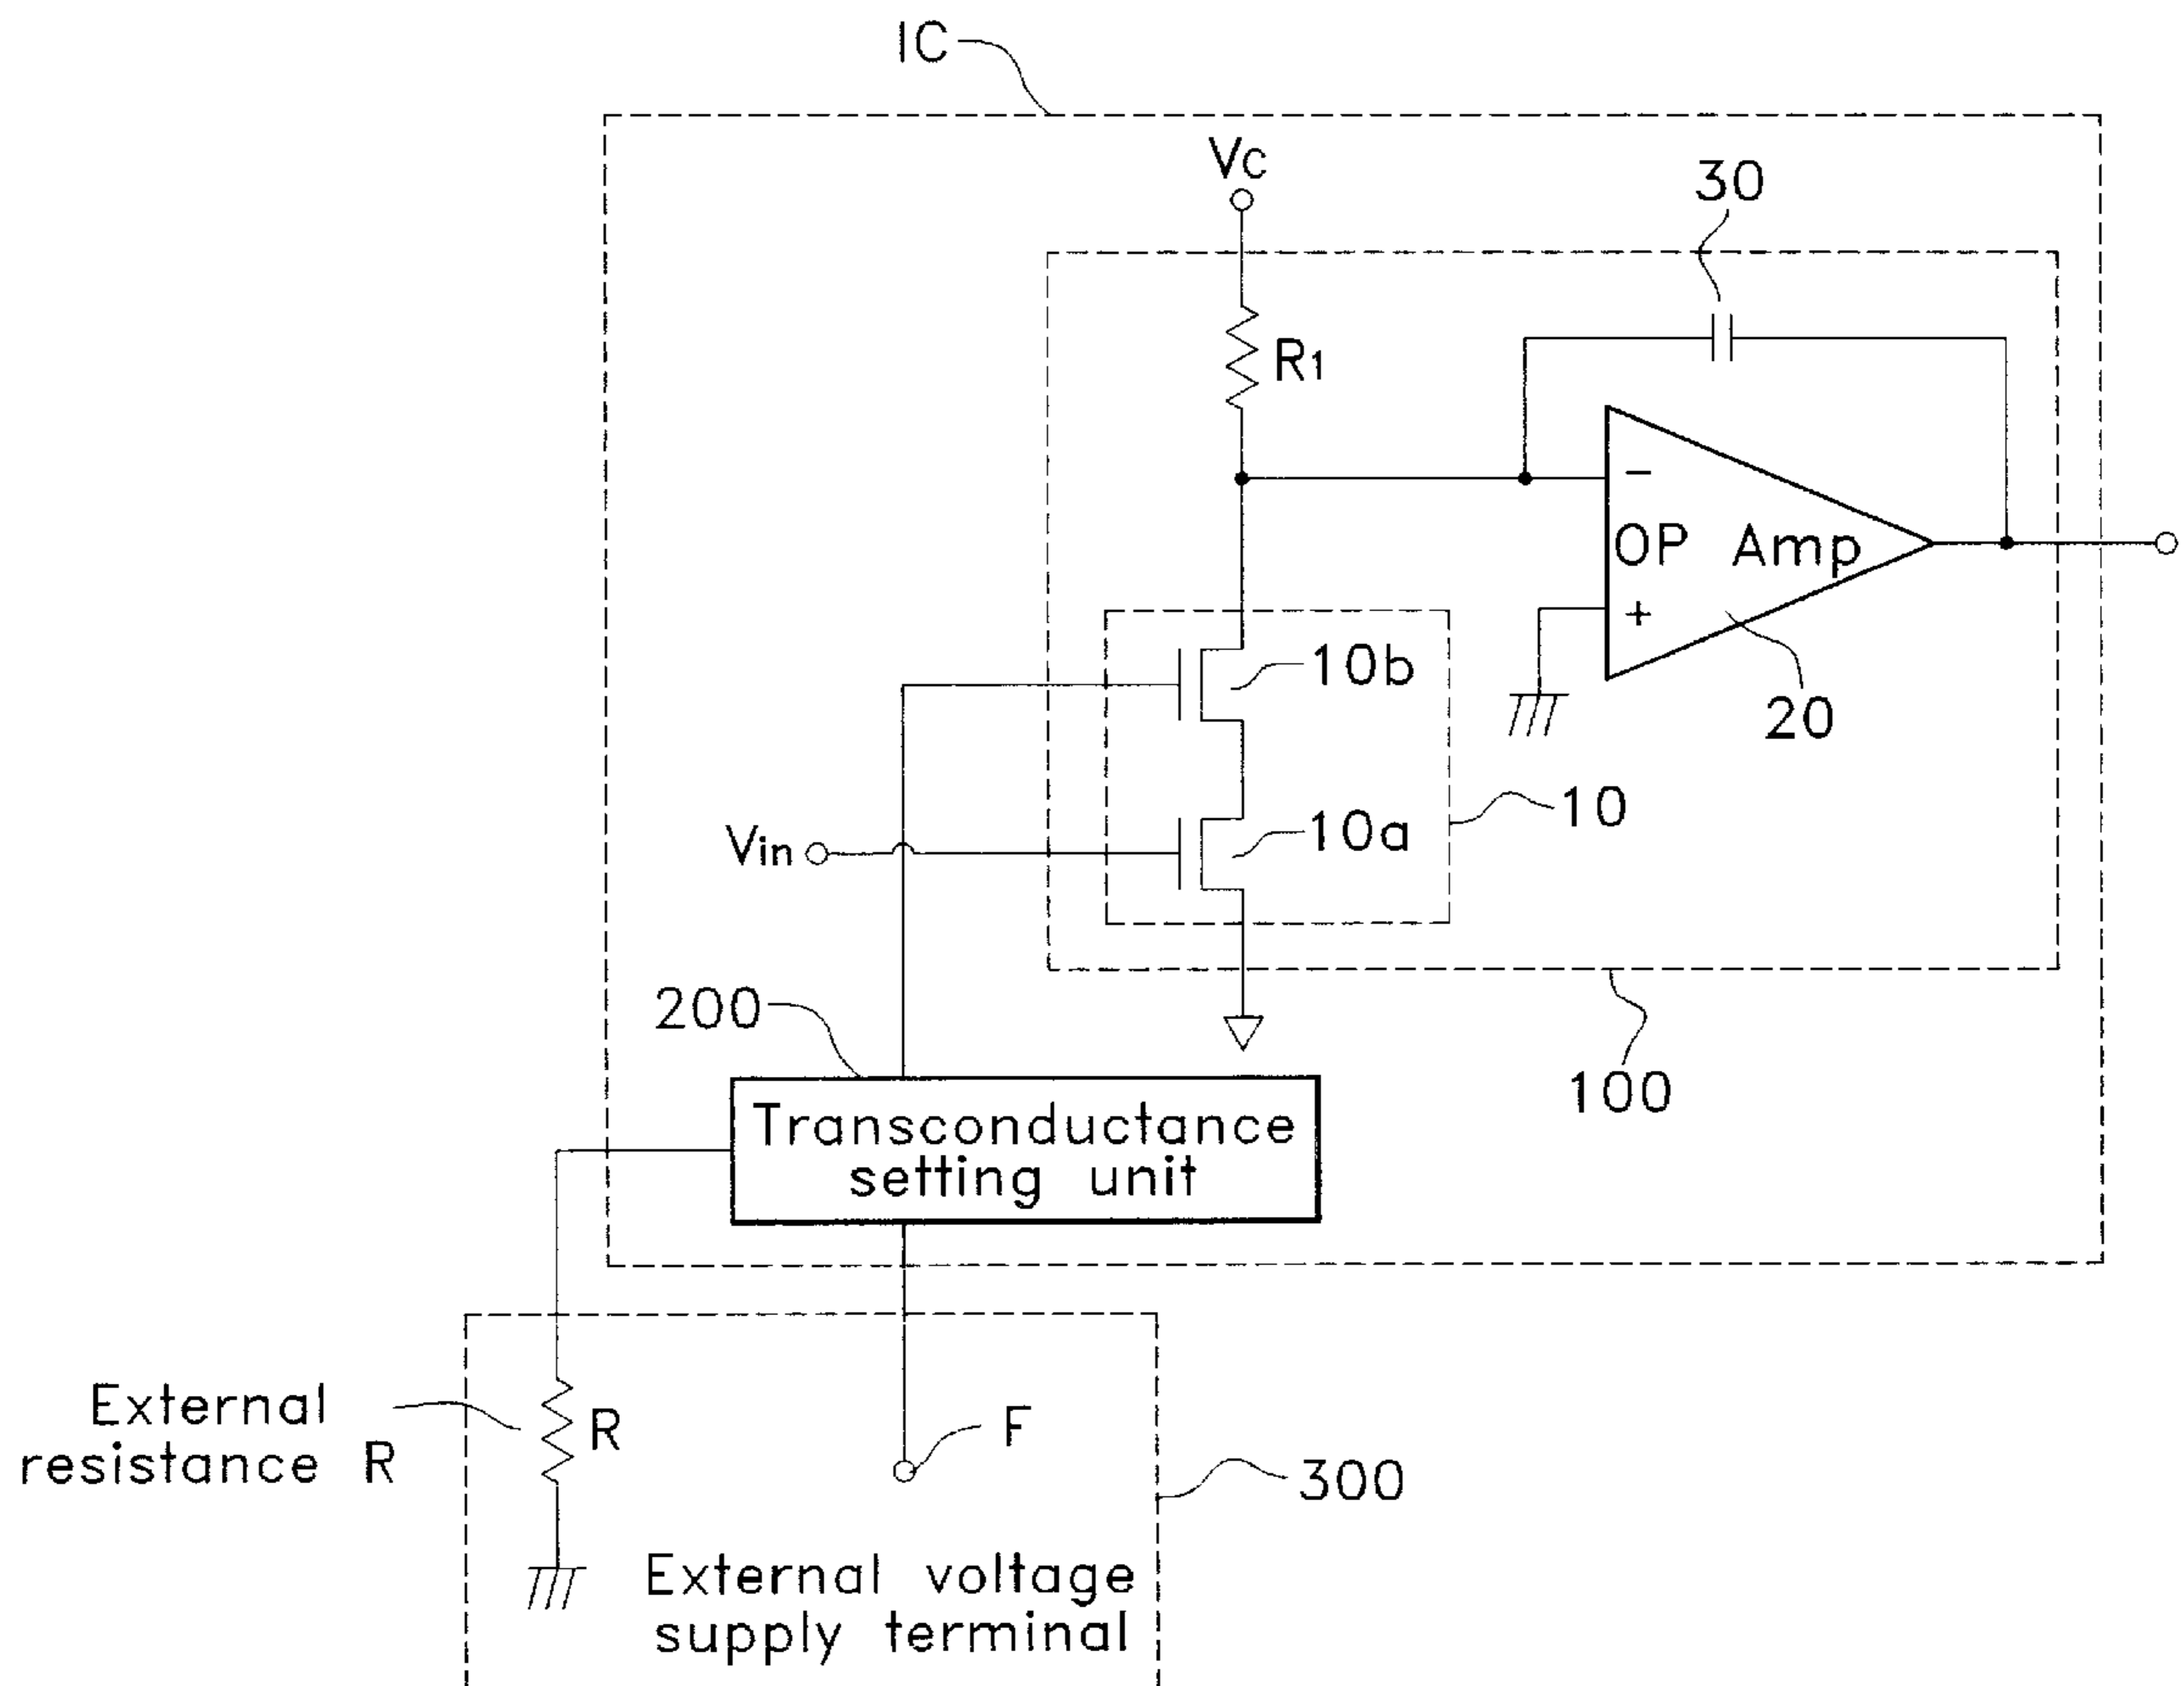 IC
Vc
30
R1
−
OP Amp
+
20
10b
10
10a
Vin
200
100
Transconductance
setting unit
External
resistance R
R
F
300
External voltage
supply terminal